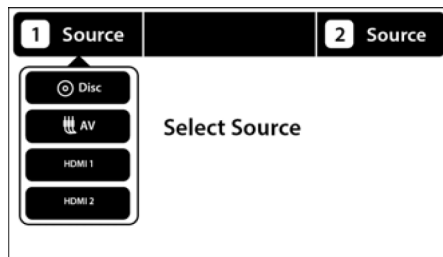 1 Source
2 Source
Disc
AV
Select Source
HDMI 1
HDMI 2